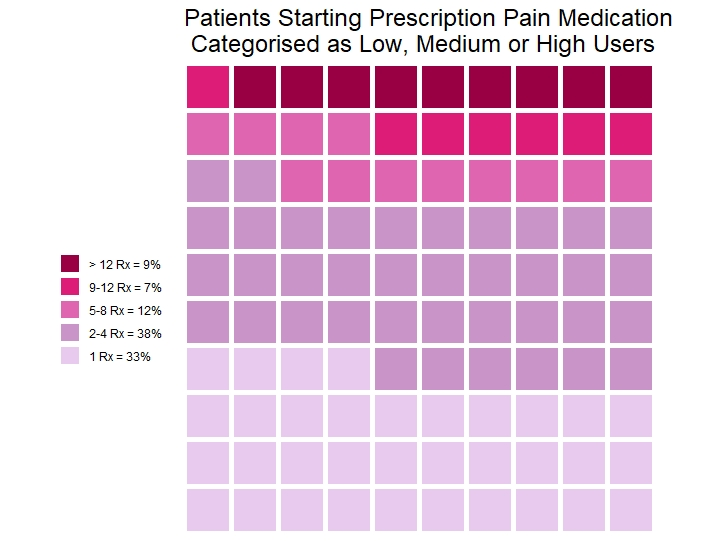 Patients Starting Prescription Pain Medication
Categorised as Low, Medium or High Users
> 12 Rx = 9%
9-12 Rx = 7%
5-8 Rx = 12%
2-4 Rx = 38%
1 Rx = 33%